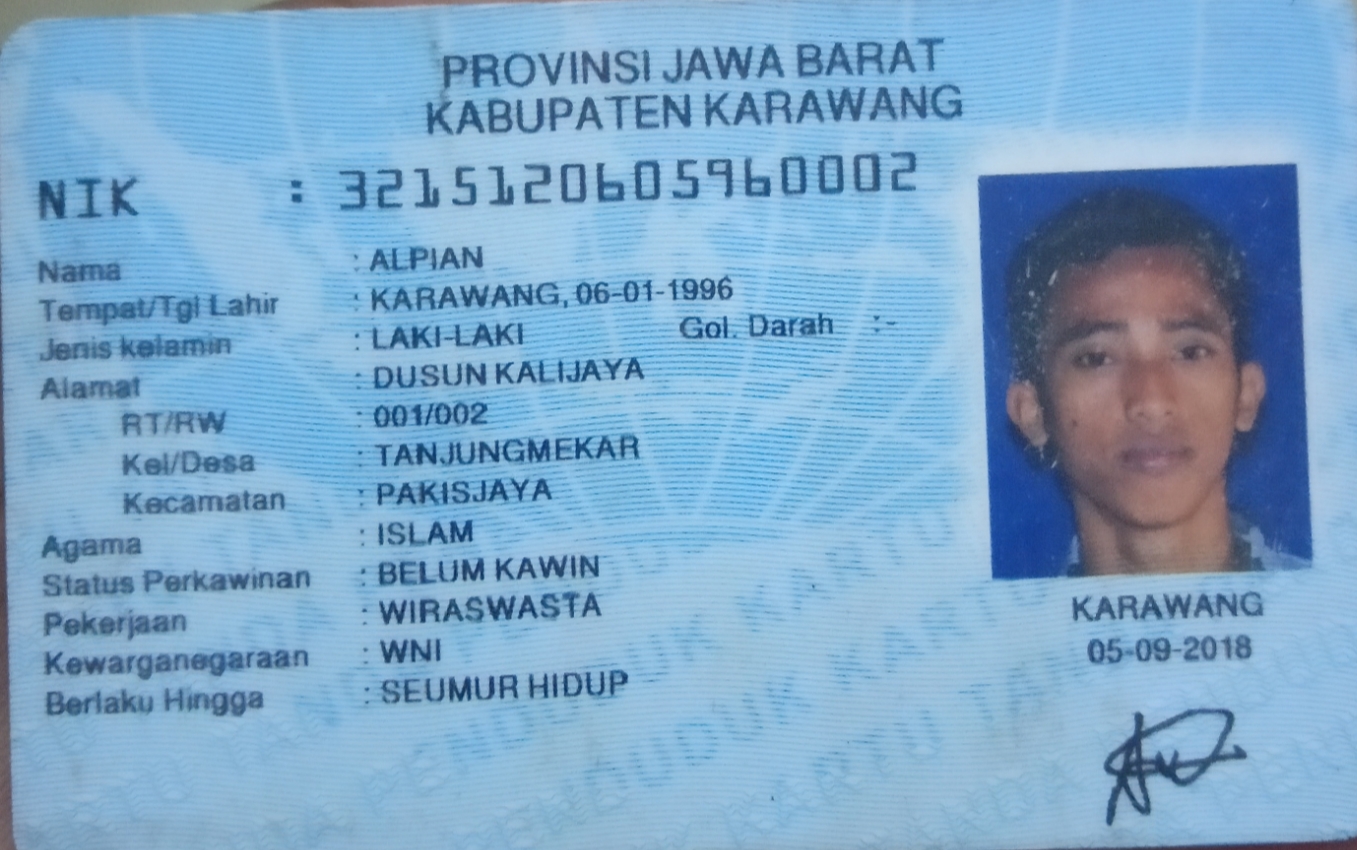 PROVINSI JAWA BARAT
KABUPATEN KARAWANG
NIK : 3215120605960002
Nama : ALPIAN
Tempat/Tgl Lahir : KARAWANG, 06-01-1996
Jenis kelamin : LAKI-LAKI Gol. Darah :-
Alamat : DUSUN KALIJAYA
RT/RW : 001/002
Kel/Desa : TANJUNGMEKAR
Kecamatan : PAKISJAYA
Agama : ISLAM
Status Perkawinan : BELUM KAWIN
Pekerjaan : WIRASWASTA
Kewarganegaraan : WNI
Berlaku Hingga : SEUMUR HIDUP
KARAWANG
05-09-2018